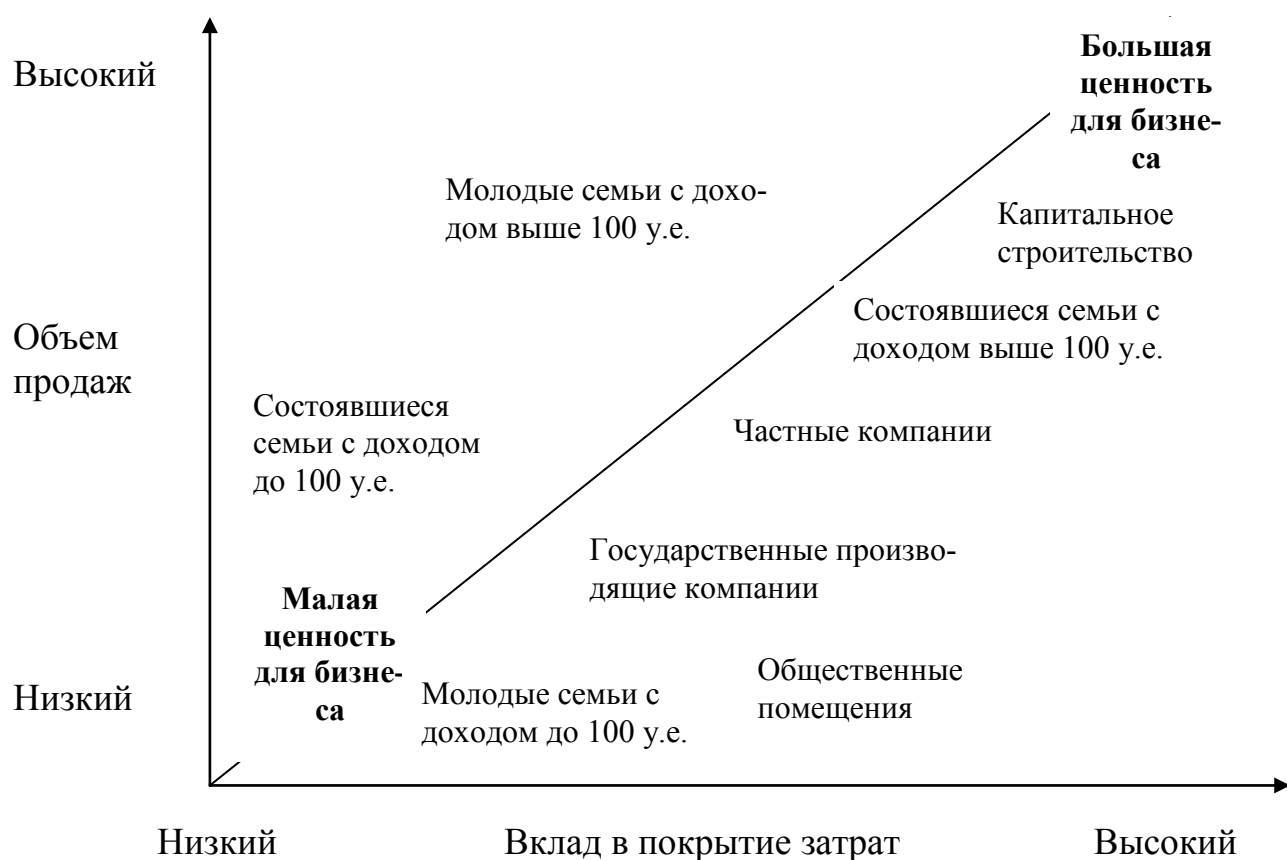 Высокий
Большая
ценность
для бизне-
са
Молодые семьи с дохо-
дом выше 100 у.е.
Капитальное
строительство
Объем
продаж
Состоявшиеся семьи с
доходом выше 100 у.е.
Состоявшиеся
семьи с доходом
до 100 у.е.
Частные компании
Государственные произво-
дящие компании
Малая
ценность
для бизне-
са
Низкий
Молодые семьи с
доходом до 100 у.е.
Общественные
помещения
Низкий
Вклад в покрытие затрат
Высокий